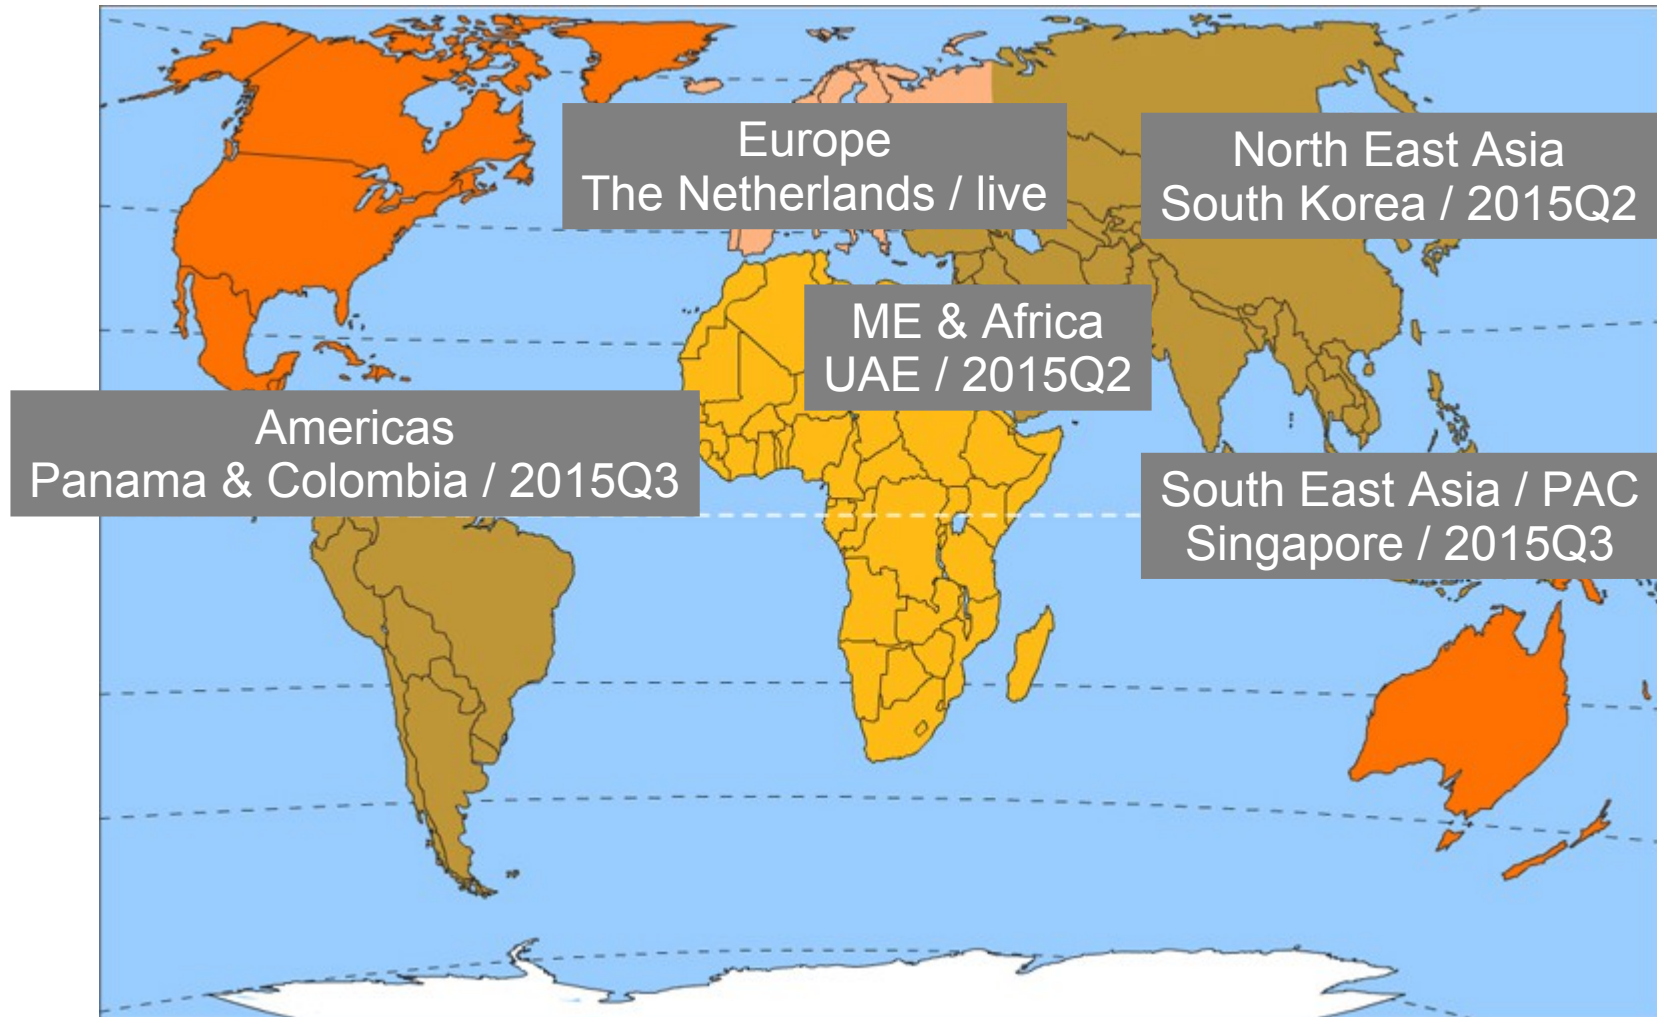 Europe
The Netherlands / live
North East Asia
South Korea / 2015Q2
ME & Africa
UAE / 2015Q2
Americas
Panama & Colombia / 2015Q3
South East Asia / PAC
Singapore / 2015Q3